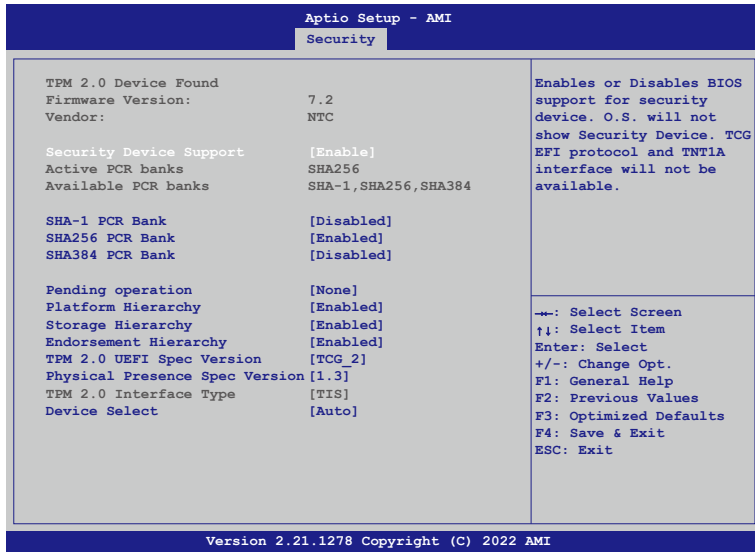 Aptio Setup - AMI
Security
TPM 2.0 Device Found
Firmware Version: 7.2
Vendor: NTC
Security Device Support [Enable]
Active PCR banks SHA256
Available PCR banks SHA-1,SHA256,SHA384
SHA-1 PCR Bank [Disabled]
SHA256 PCR Bank [Enabled]
SHA384 PCR Bank [Disabled]
Pending operation [None]
Platform Hierarchy [Enabled]
Storage Hierarchy [Enabled]
Endorsement Hierarchy [Enabled]
TPM 2.0 UEFI Spec Version [TCG_2]
Physical Presence Spec Version [1.3]
TPM 2.0 Interface Type [TIS]
Device Select [Auto]
Enables or Disables BIOS
support for security
device. O.S. will not
show Security Device. TCG
EFI protocol and TNT1A
interface will not be
available.
→←: Select Screen
↑↓: Select Item
Enter: Select
+/-: Change Opt.
F1: General Help
F2: Previous Values
F3: Optimized Defaults
F4: Save & Exit
ESC: Exit
Version 2.21.1278 Copyright (C) 2022 AMI